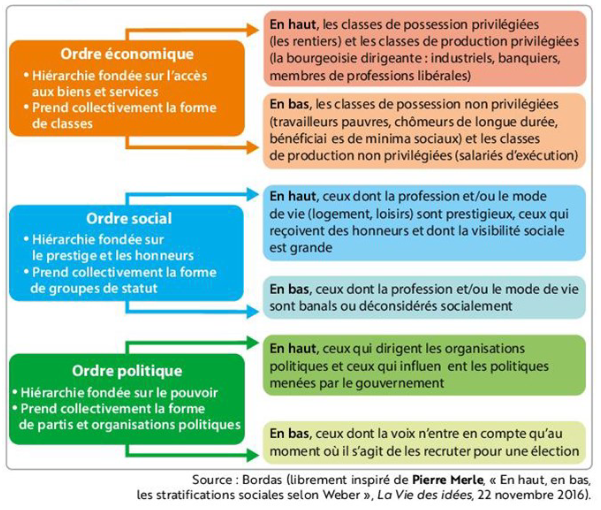 Ordre économique
• Hiérarchie fondée sur l'accès
aux biens et services
• Prend collectivement la forme
de classes
En haut, les classes de possession privilégiées
(les rentiers) et les classes de production privilégiées
(la bourgeoisie dirigeante : industriels, banquiers,
membres de professions libérales)
En bas, les classes de possession non privilégiées
(travailleurs pauvres, chômeurs de longue durée,
bénéficiai es de minima sociaux) et les classes
de production non privilégiées (salariés d'exécution)
Ordre social
• Hiérarchie fondée sur
le prestige et les honneurs
• Prend collectivement la forme
de groupes de statut
En haut, ceux dont la profession et/ou le mode
de vie (logement, loisirs) sont prestigieux, ceux qui
reçoivent des honneurs et dont la visibilité sociale
est grande
En bas, ceux dont la profession et/ou le mode de vie
sont banals ou déconsidérés socialement
Ordre politique
• Hiérarchie fondée sur le pouvoir
• Prend collectivement la forme
de partis et organisations politiques
En haut, ceux qui dirigent les organisations
politiques et ceux qui influen ent les politiques
menées par le gouvernement
En bas, ceux dont la voix n'entre en compte qu'au
moment où il s'agit de les recruter pour une élection
Source : Bordas (librement inspiré de Pierre Merle, « En haut, en bas,
les stratifications sociales selon Weber », La Vie des idées, 22 novembre 2016).